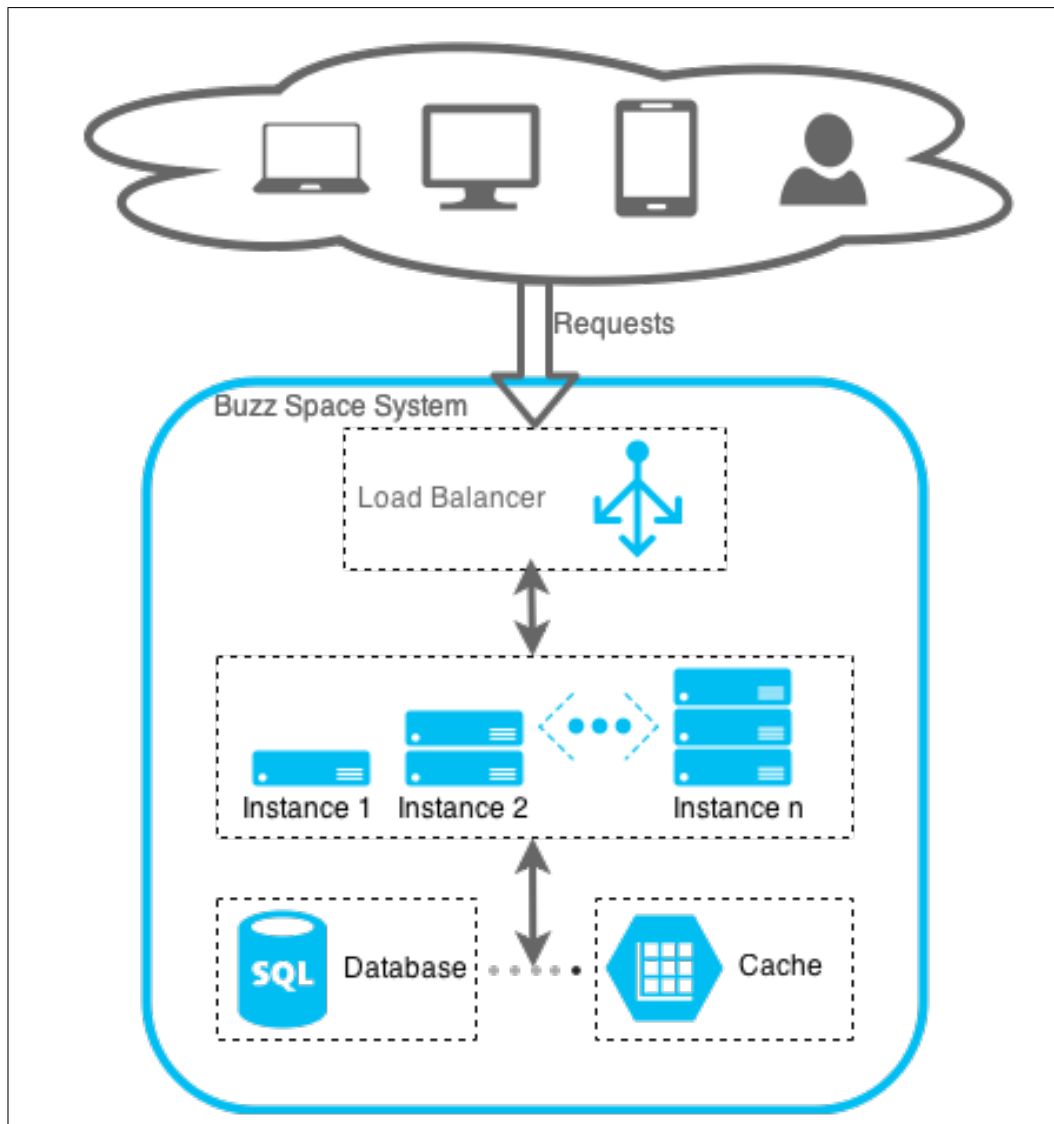 Requests
Buzz Space System
Load Balancer
Instance 1
Instance 2
Instance n
SQL
Database
Cache